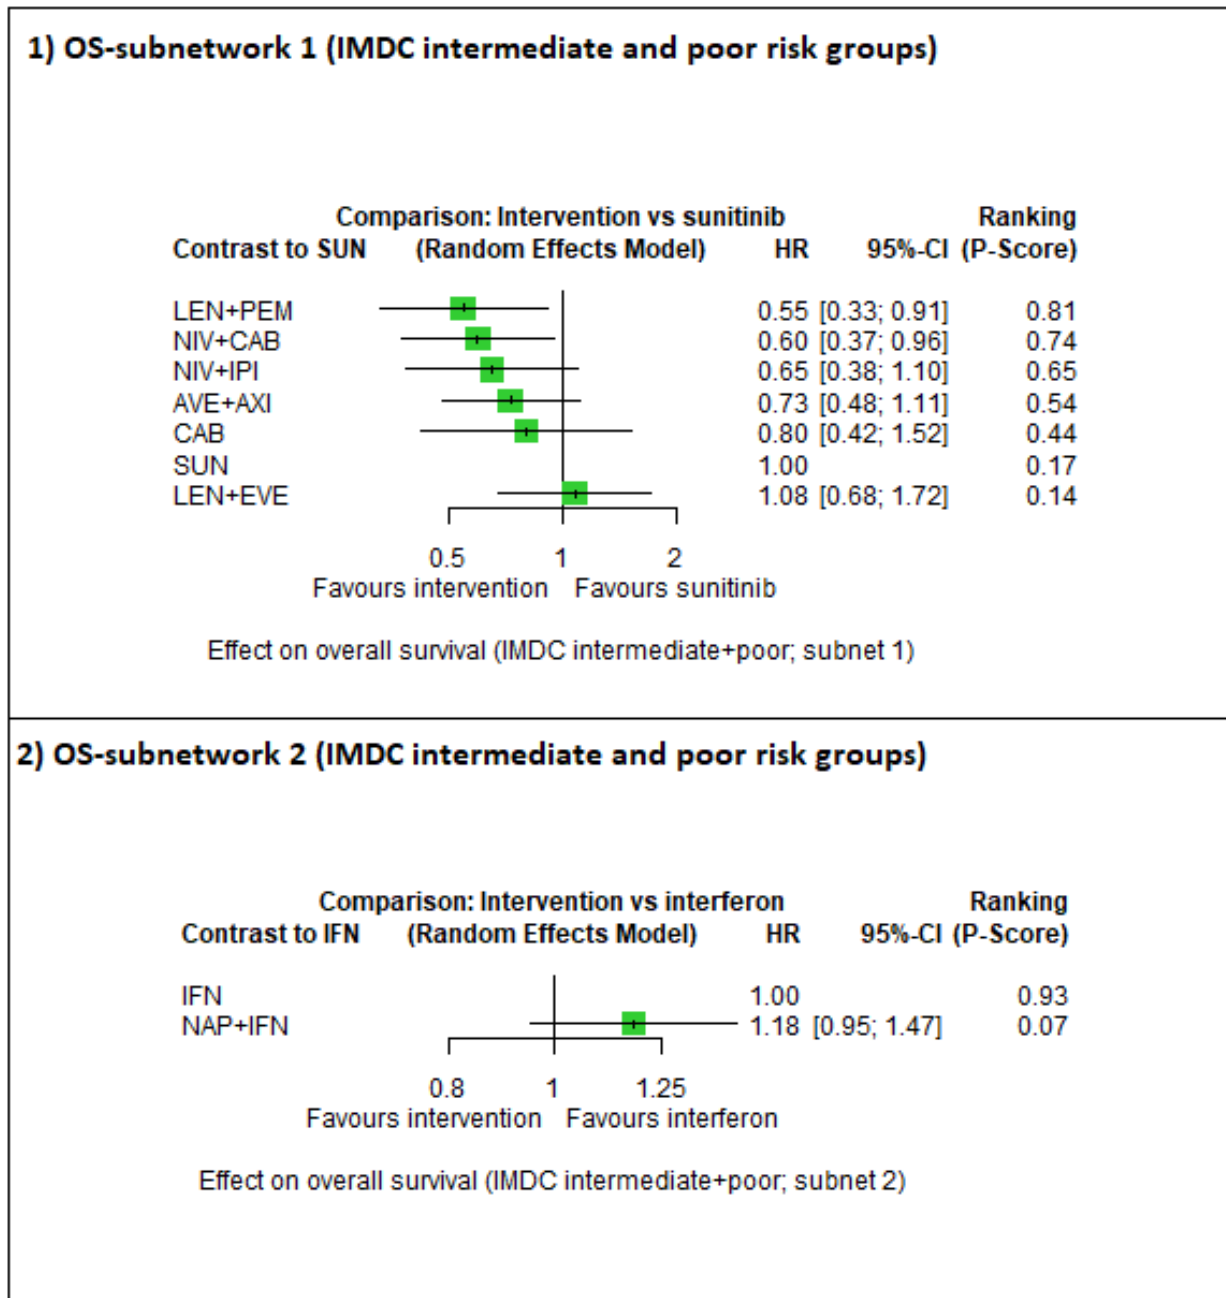 1) OS-subnetwork 1 (IMDC intermediate and poor risk groups)
Comparison: Intervention vs sunitinib Ranking
Contrast to SUN (Random Effects Model) HR 95%-CI (P-Score)
LEN+PEM 0.55 [0.33; 0.91] 0.81
NIV+CAB 0.60 [0.37; 0.96] 0.74
NIV+IPI 0.65 [0.38; 1.10] 0.65
AVE+AXI 0.73 [0.48; 1.11] 0.54
CAB 0.80 [0.42; 1.52] 0.44
SUN 1.00 0.17
LEN+EVE 1.08 [0.68; 1.72] 0.14
0.5 1 2
Favours intervention Favours sunitinib
Effect on overall survival (IMDC intermediate+poor; subnet 1)
2) OS-subnetwork 2 (IMDC intermediate and poor risk groups)
Comparison: Intervention vs interferon Ranking
Contrast to IFN (Random Effects Model) HR 95%-CI (P-Score)
IFN 1.00 0.93
NAP+IFN 1.18 [0.95; 1.47] 0.07
0.8 1 1.25
Favours intervention Favours interferon
Effect on overall survival (IMDC intermediate+poor; subnet 2)